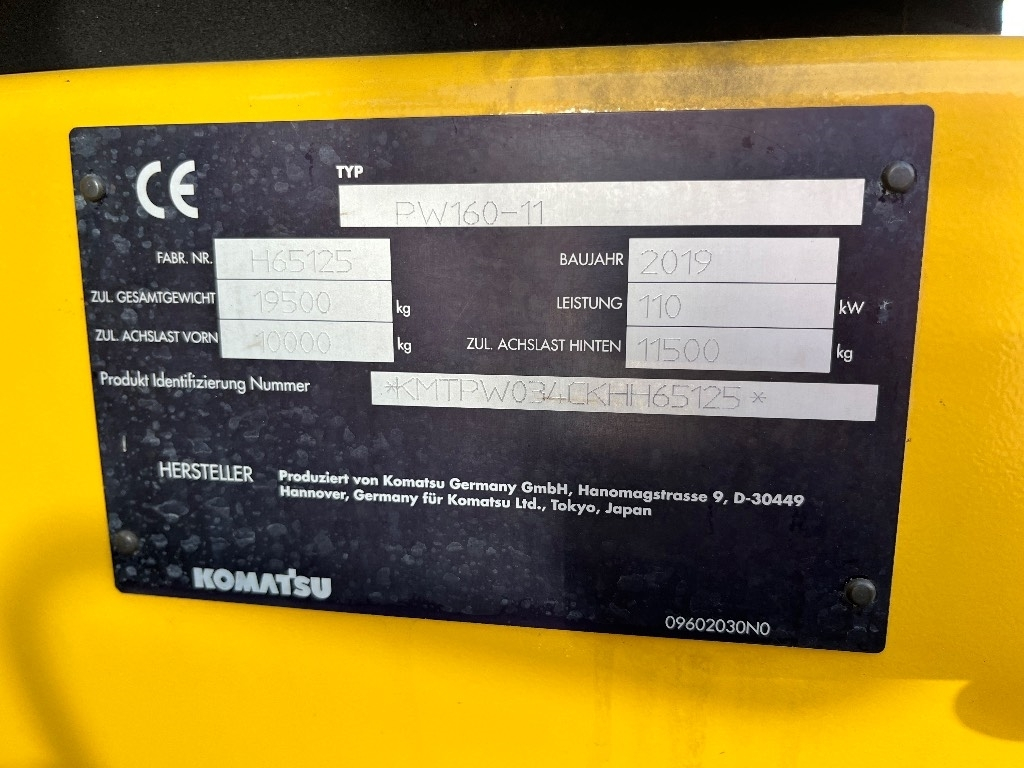 CE
TYP PW160-11
FABR. NR. H65125 BAUJAHR 2019
ZUL. GESAMTGEWICHT 19500 kg LEISTUNG 110 kW
ZUL. ACHSLAST VORN 10000 kg ZUL. ACHSLAST HINTEN 11500 kg
Produkt Identifizierung Nummer *KMTPW034CKHH65125*
HERSTELLER Produziert von Komatsu Germany GmbH, Hanomagstrasse 9, D-30449
Hannover, Germany für Komatsu Ltd., Tokyo, Japan
KOMATSU
09602030N0